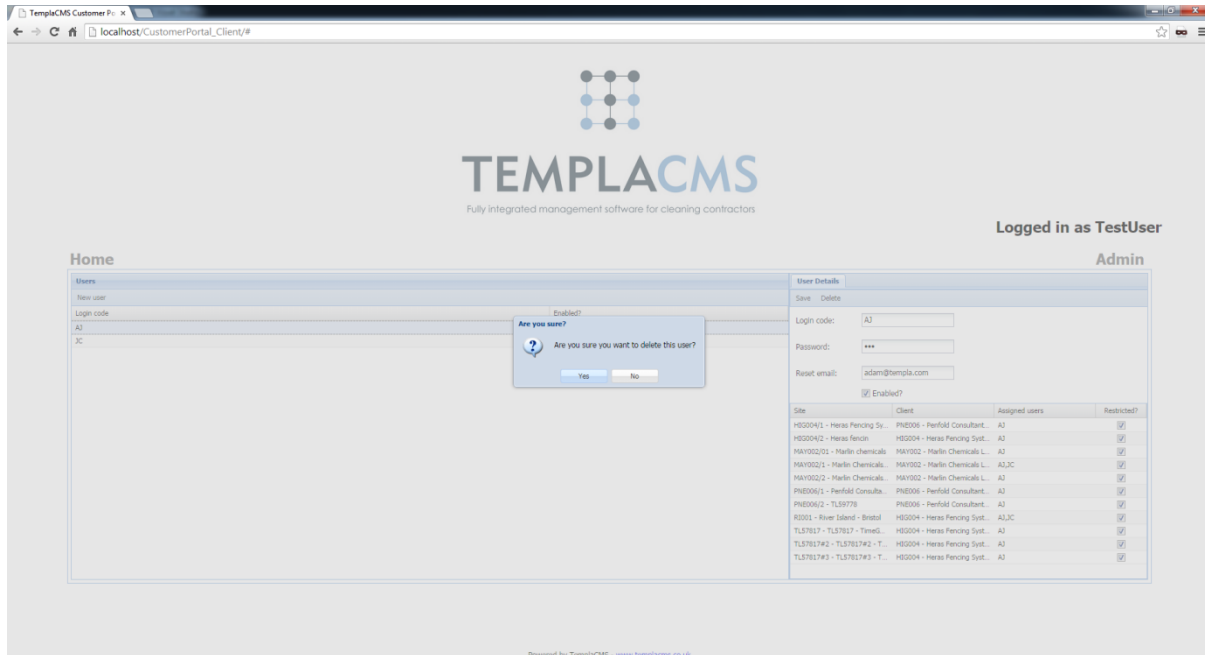 TemplaCMS Customer Po
localhost/CustomerPortal_Client/#
TEMPLACMS
Fully integrated management software for cleaning contractors
Logged in as TestUser
Home
Admin
Users
New user
Login code Enabled?
AJ
JC
Are you sure?
Are you sure you want to delete this user?
Yes No
User Details
Save Delete
Login code: AJ
Password: •••
Reset email: adam@templa.com
Enabled?
Site Client Assigned users Restricted?
HIG004/1 - Heras Fencing Sy... PNE006 - Penfold Consultant... AJ
HIG004/2 - Heras fencin HIG004 - Heras Fencing Syst... AJ
MAY002/01 - Marlin chemicals MAY002 - Marlin Chemicals L... AJ
MAY002/1 - Marlin Chemicals... MAY002 - Marlin Chemicals L... AJ,JC
MAY002/2 - Marlin Chemicals... MAY002 - Marlin Chemicals L... AJ
PNE006/1 - Penfold Consulta... PNE006 - Penfold Consultant... AJ
PNE006/2 - TL59778 PNE006 - Penfold Consultant... AJ
RI001 - River Island - Bristol HIG004 - Heras Fencing Syst... AJ,JC
TL57817 - TL57817 - TimeG... HIG004 - Heras Fencing Syst... AJ
TL57817#2 - TL57817#2 - T... HIG004 - Heras Fencing Syst... AJ
TL57817#3 - TL57817#3 - T... HIG004 - Heras Fencing Syst... AJ
Powered by TemplaCMS - www.templacms.co.uk